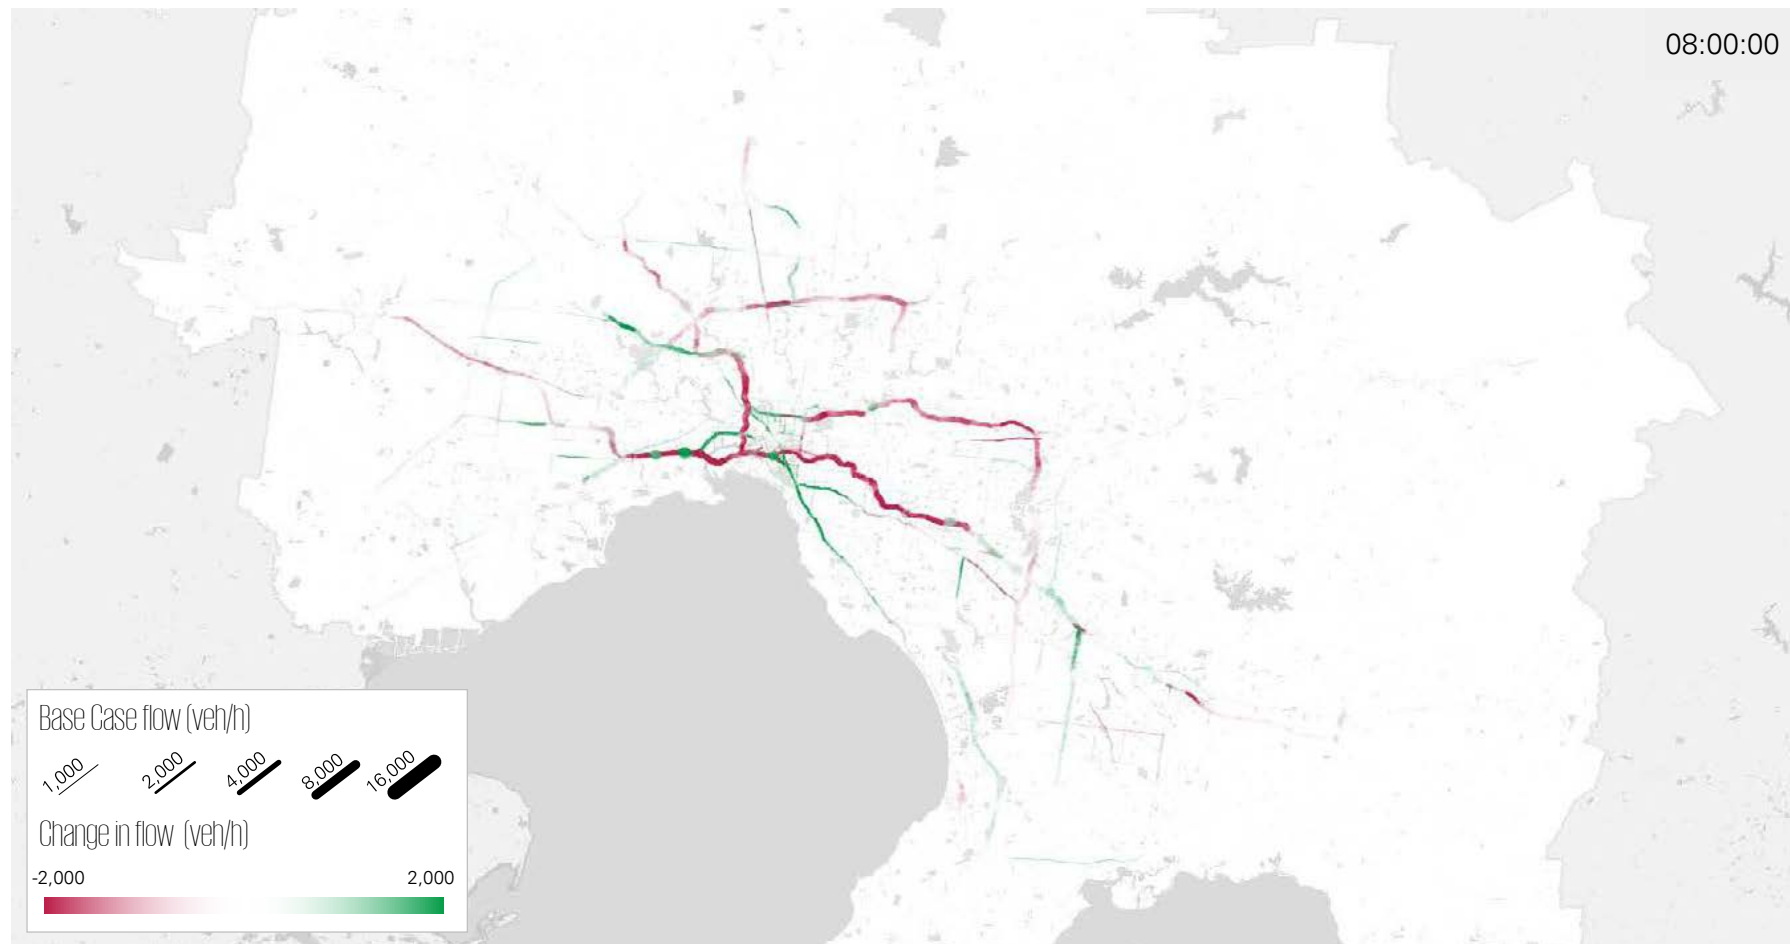 08:00:00
Base Case flow (veh/h)
1,000 2,000 4,000 8,000 16,000
Change in flow (veh/h)
-2,000 2,000